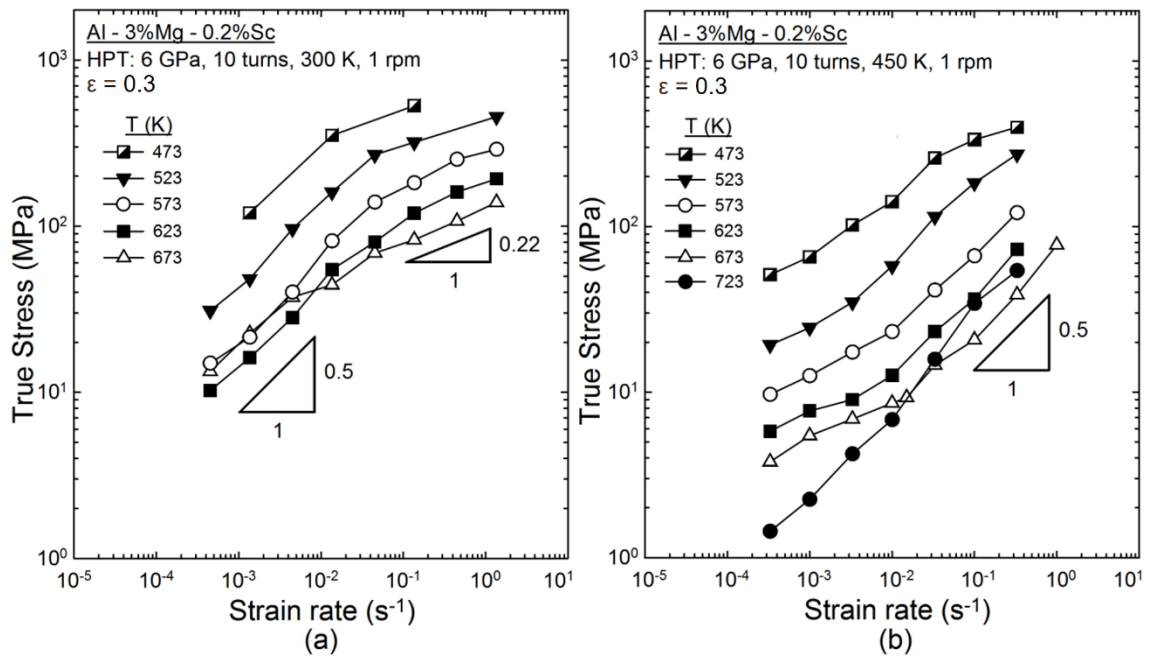 Al - 3%Mg - 0.2%Sc
HPT: 6 GPa, 10 turns, 300 K, 1 rpm
ε = 0.3
T (K)
473
523
573
623
673
0.22
1
0.5
1
10³
10²
10¹
10⁰
True Stress (MPa)
10⁻⁵
10⁻⁴
10⁻³
10⁻²
10⁻¹
10⁰
10¹
Strain rate (s⁻¹)
(a)
Al - 3%Mg - 0.2%Sc
HPT: 6 GPa, 10 turns, 450 K, 1 rpm
ε = 0.3
T (K)
473
523
573
623
673
723
0.5
1
10³
10²
10¹
10⁰
True Stress (MPa)
10⁻⁵
10⁻⁴
10⁻³
10⁻²
10⁻¹
10⁰
10¹
Strain rate (s⁻¹)
(b)